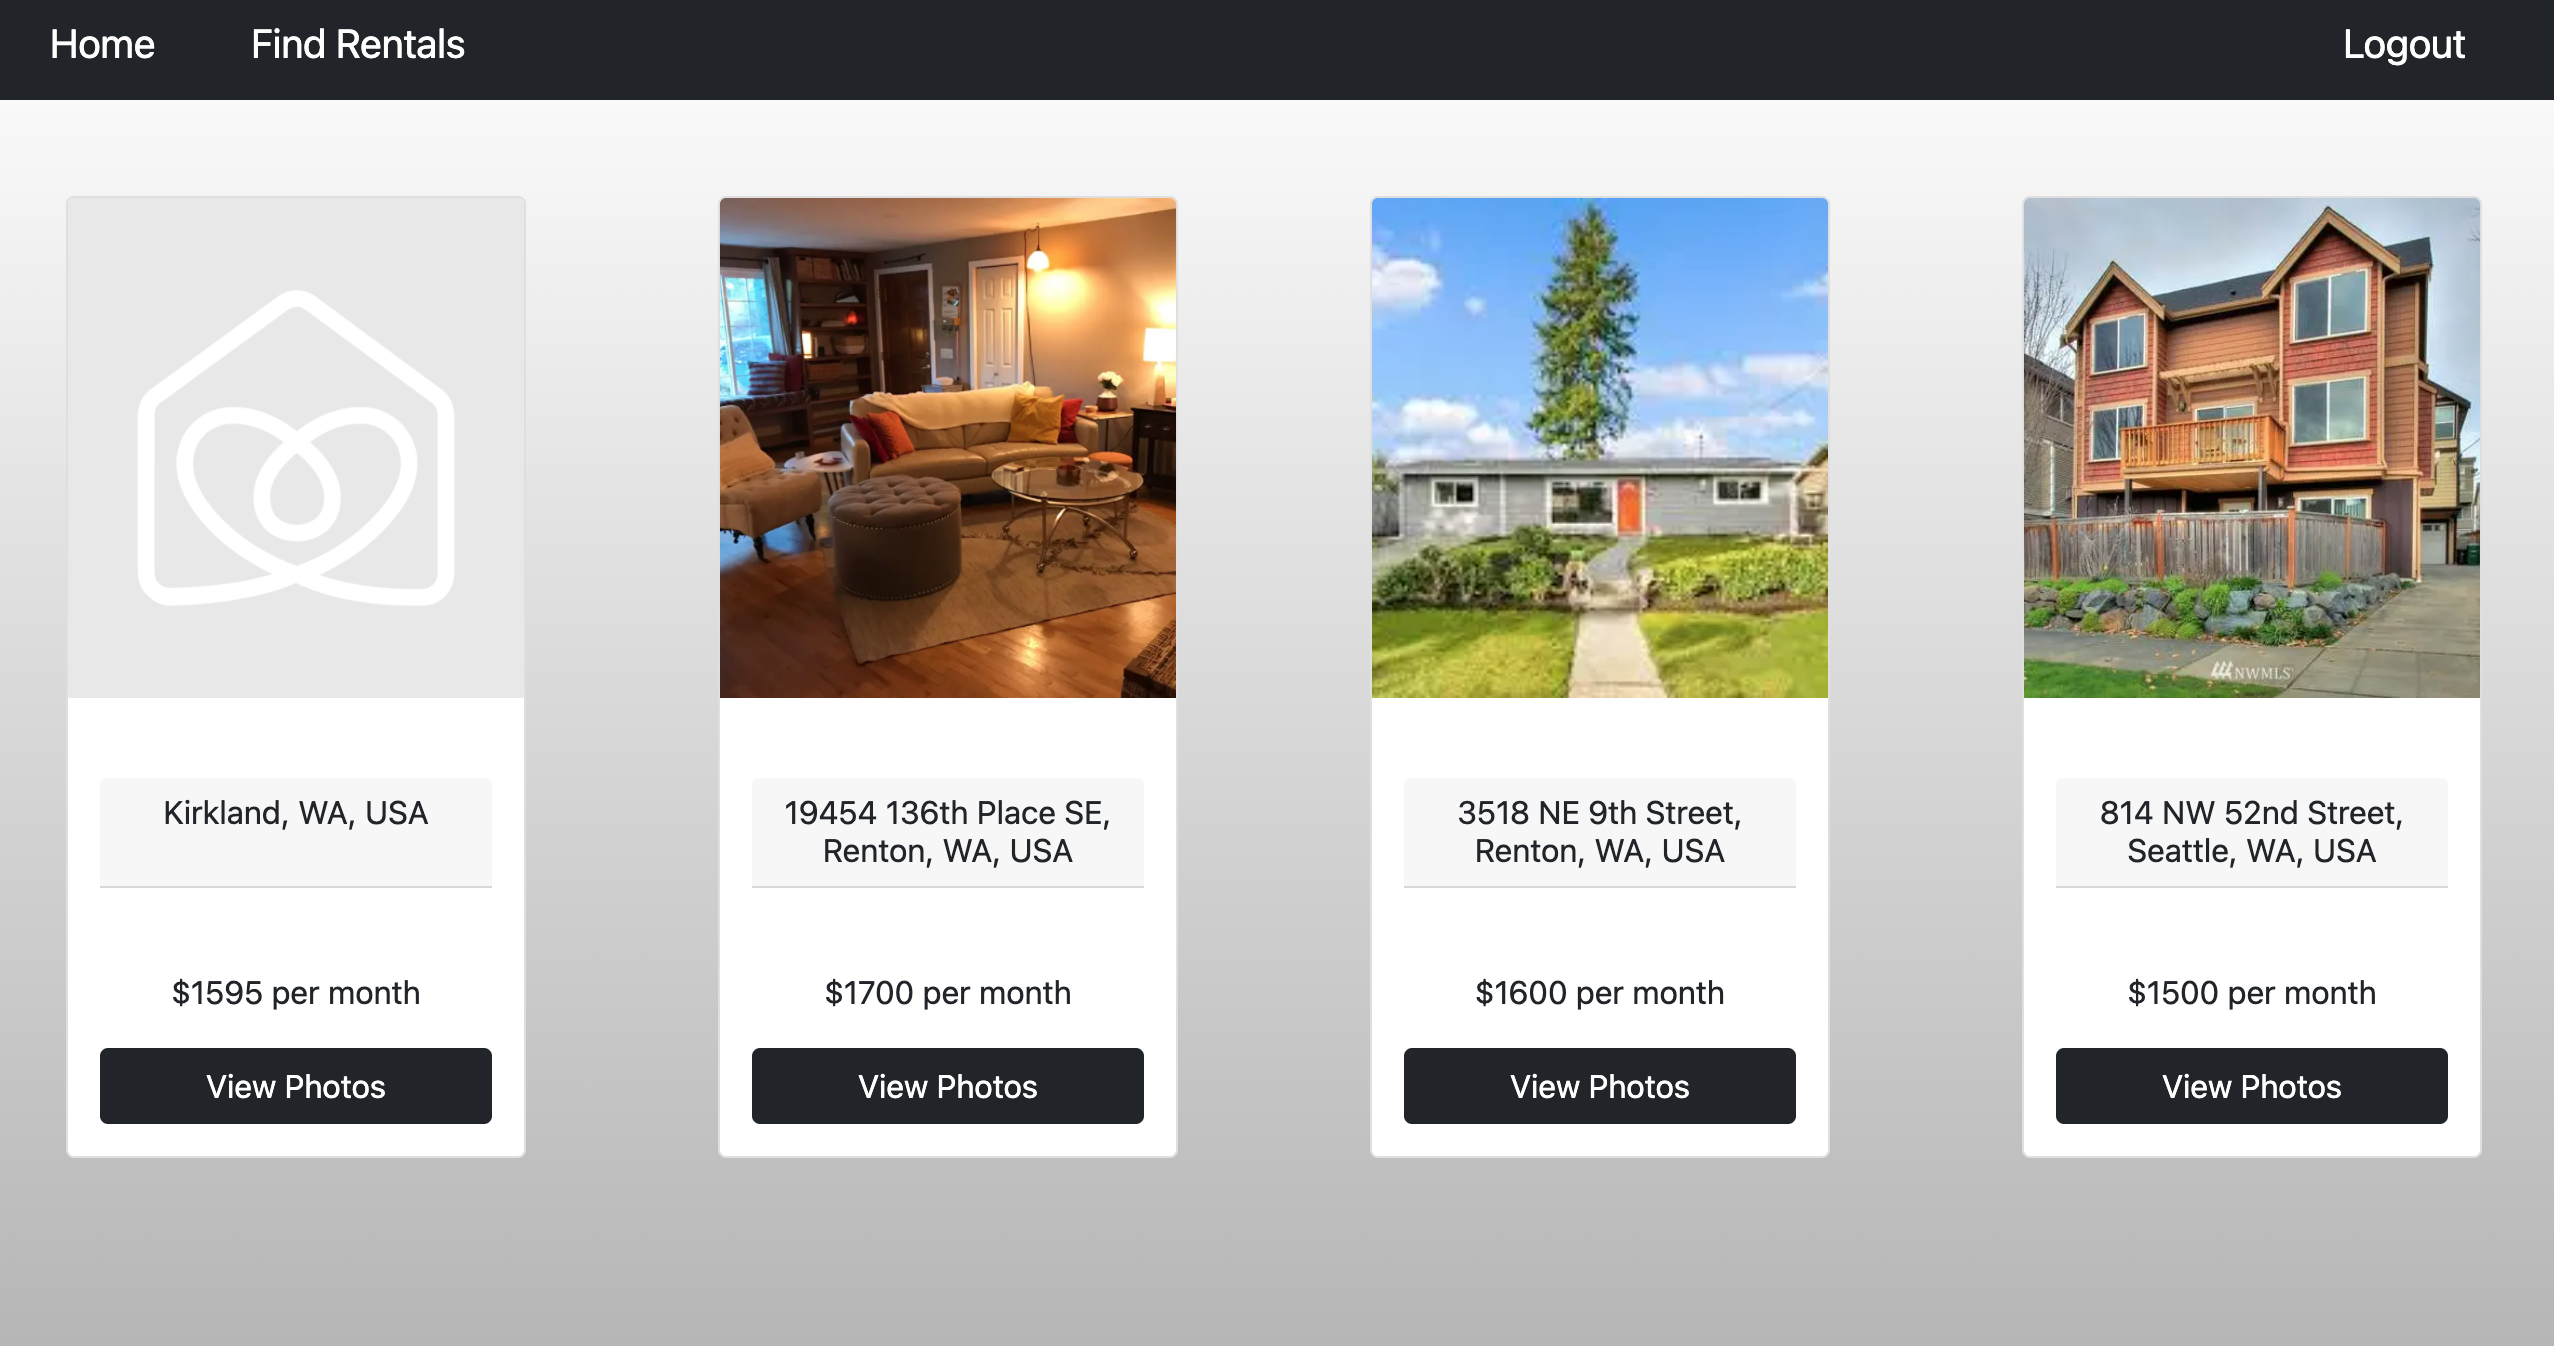 Home
Find Rentals
Logout
NWMLS
Kirkland, WA, USA
19454 136th Place SE,
Renton, WA, USA
3518 NE 9th Street,
Renton, WA, USA
814 NW 52nd Street,
Seattle, WA, USA
$1595 per month
$1700 per month
$1600 per month
$1500 per month
View Photos
View Photos
View Photos
View Photos